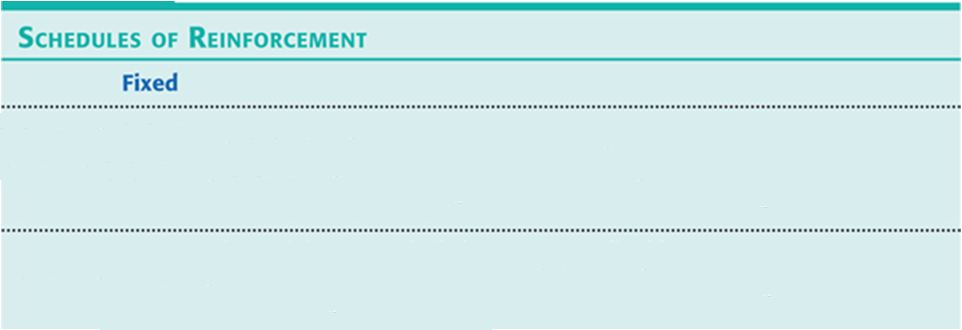 SCHEDULES OF REINFORCEMENT
Fixed